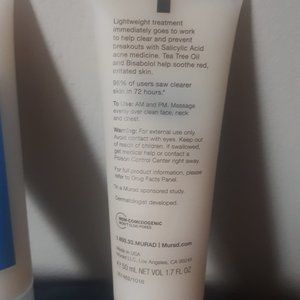 Lightweight treatment
immediately goes to work
to help clear and prevent
breakouts with Salicylic Acid
acne medicine. Tea Tree Oil
and Bisabolol help soothe red,
irritated skin.
96% of users saw clearer
skin in 72 hours.*
To Use: AM and PM. Massage
evenly over clean face, neck
and chest.
Warning: For external use only.
Avoid contact with eyes. Keep out
of reach of children. If swallowed,
get medical help or contact a
Poison Control Center right away.
For full product information, please
refer to Drug Facts Panel.
*In a Murad sponsored study.
Dermatologist developed.
NON-COMEDOGENIC
WON'T CLOG PORES
1.800.33.MURAD | Murad.com
Made in USA
Murad LLC, Los Angeles, CA 90245
50 mL NET WT./VOL. 1.7 FL. OZ.